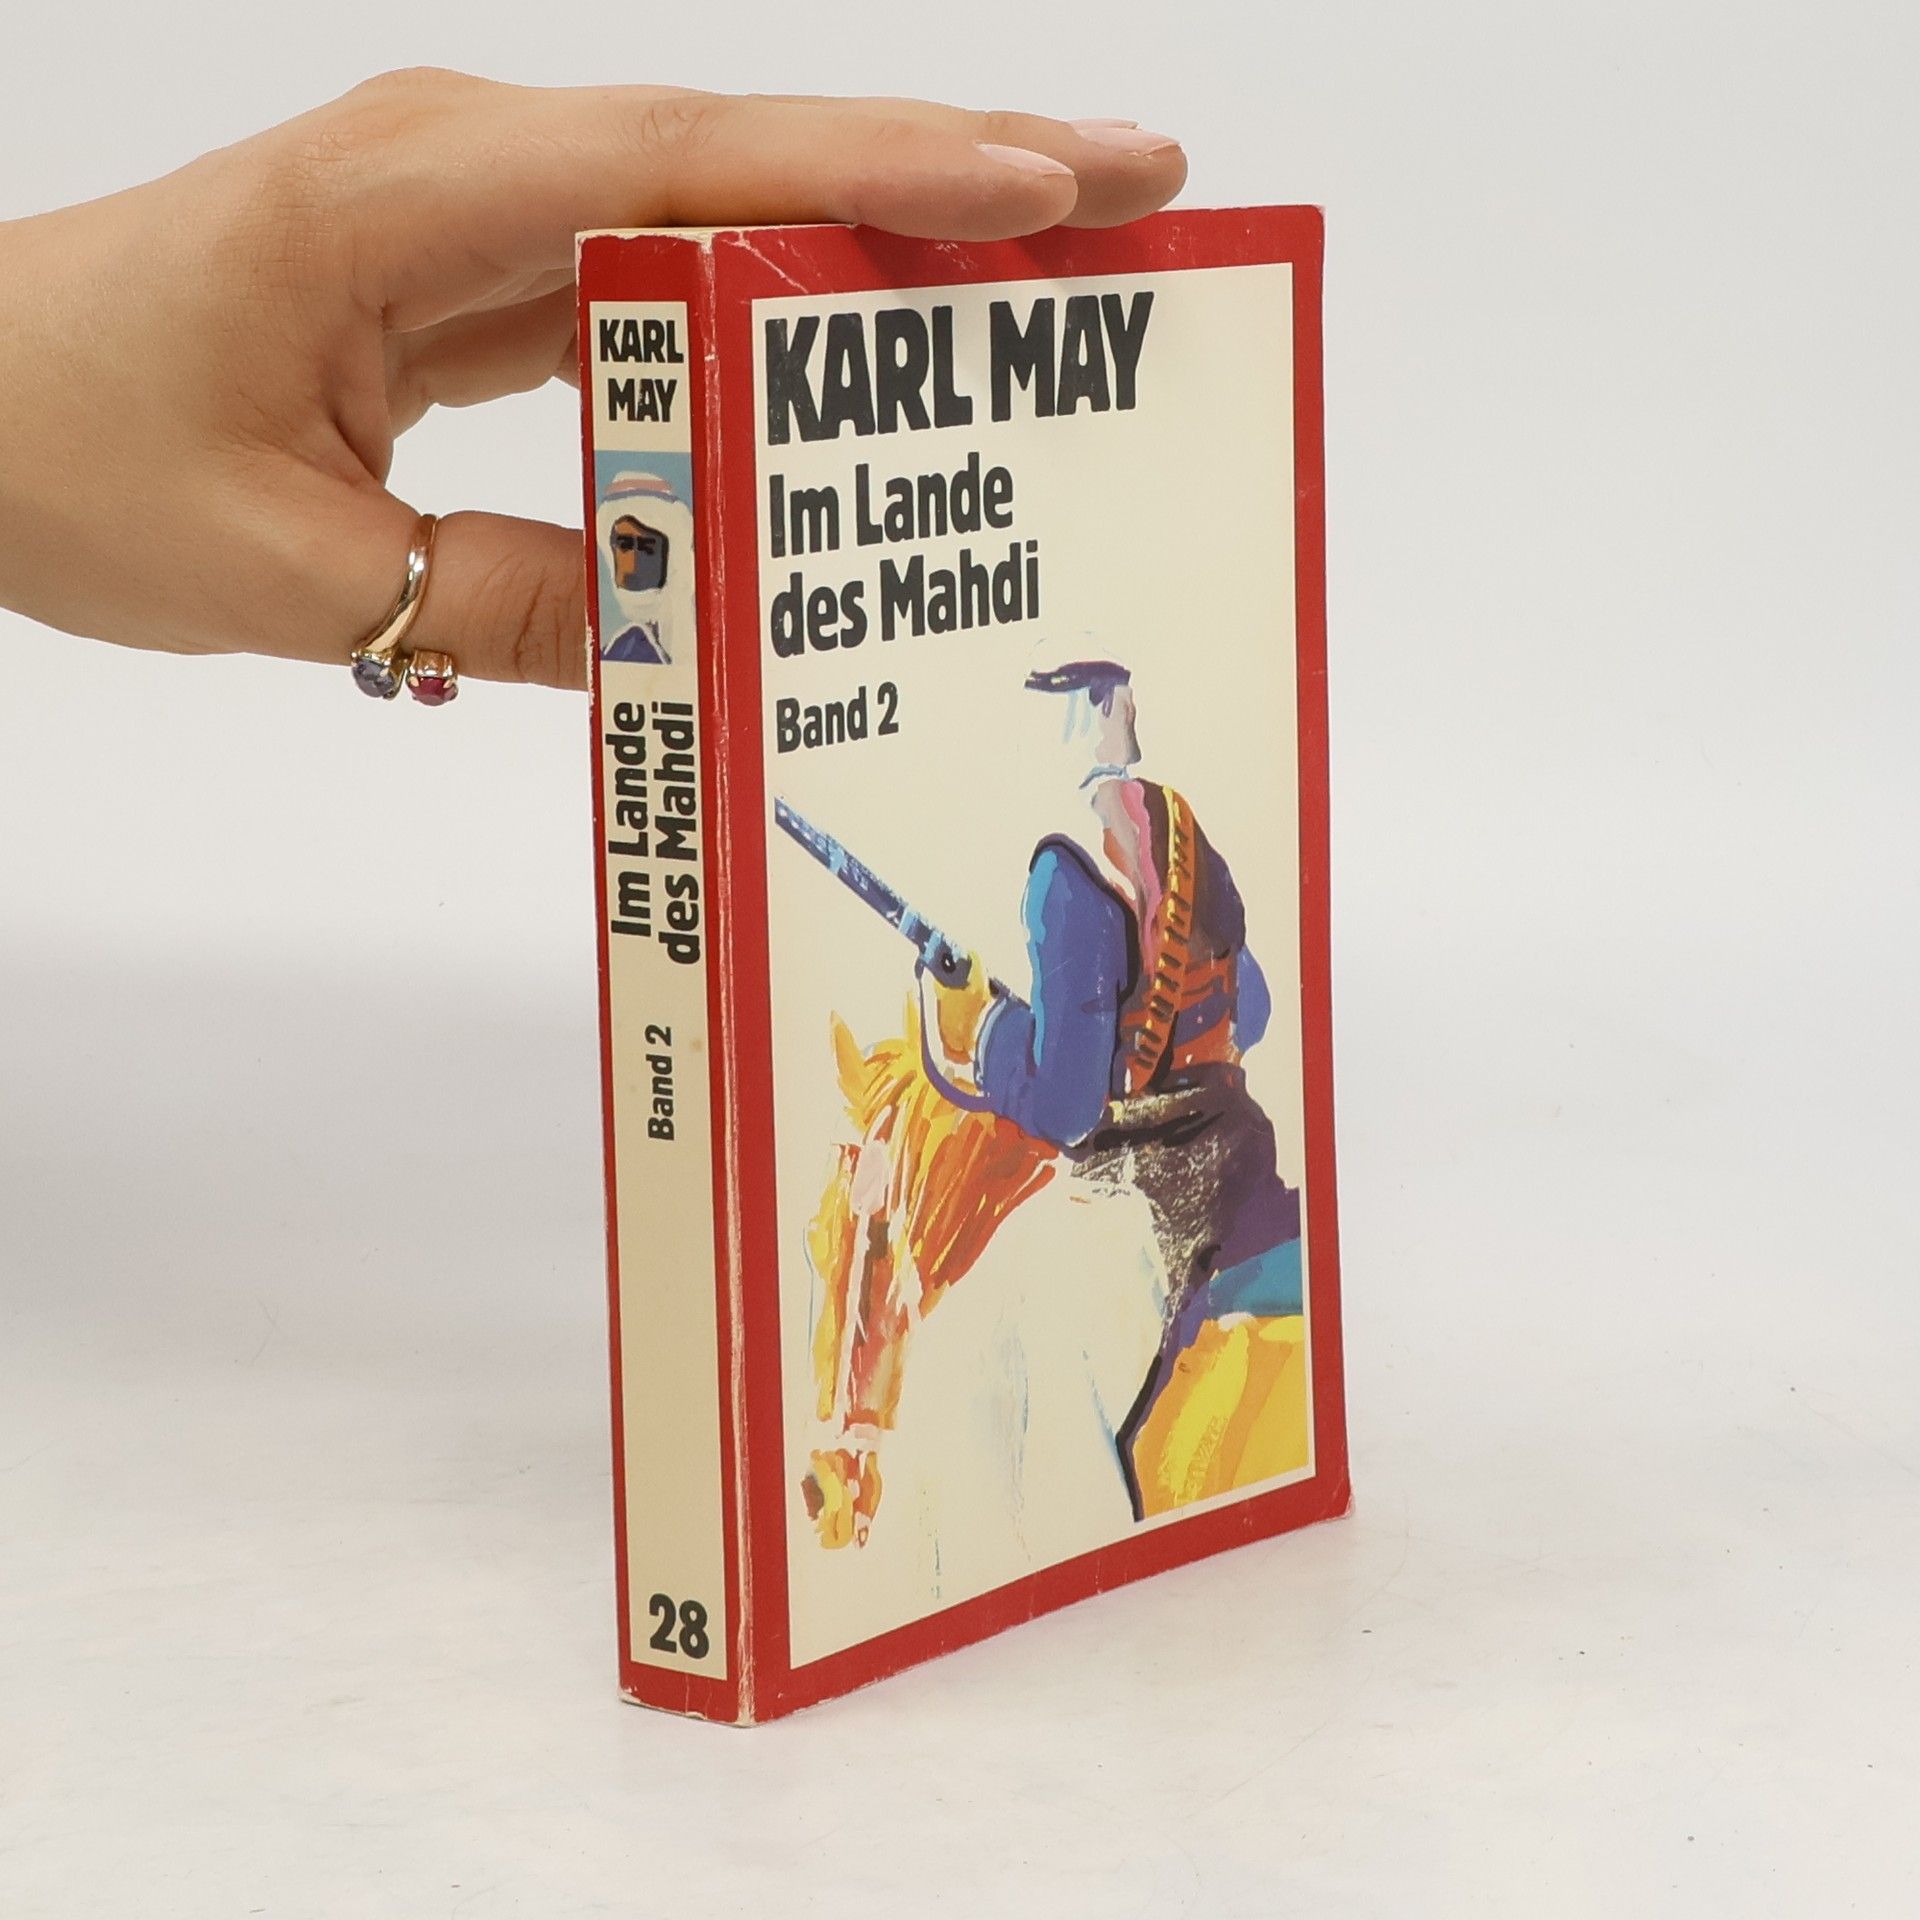 KARL
MAY
Im Lande
des Mahdi
Band 2
28
KARL MAY
Im Lande
des Mahdi
Band 2